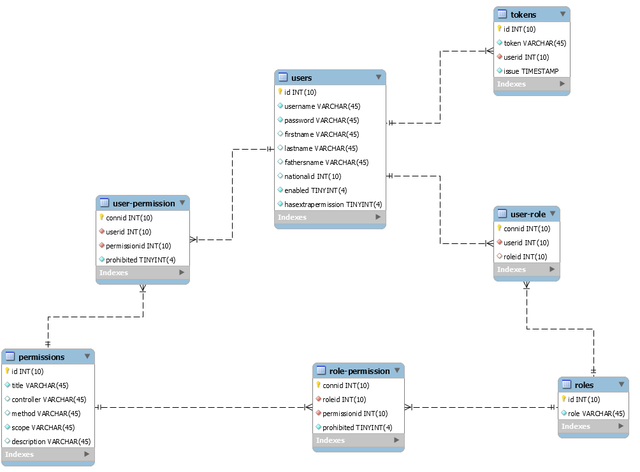 tokens
id INT(10)
token VARCHAR(45)
userid INT(10)
issue TIMESTAMP
Indexes
users
id INT(10)
username VARCHAR(45)
password VARCHAR(45)
firstname VARCHAR(45)
lastname VARCHAR(45)
fathersname VARCHAR(45)
nationalid INT(10)
enabled TINYINT(4)
hasextrapermission TINYINT(4)
Indexes
user-permission
connid INT(10)
userid INT(10)
permissionid INT(10)
prohibited TINYINT(4)
Indexes
user-role
connid INT(10)
userid INT(10)
roleid INT(10)
Indexes
permissions
id INT(10)
title VARCHAR(45)
controller VARCHAR(45)
method VARCHAR(45)
scope VARCHAR(45)
description VARCHAR(45)
Indexes
role-permission
connid INT(10)
roleid INT(10)
permissionid INT(10)
prohibited TINYINT(4)
Indexes
roles
id INT(10)
role VARCHAR(45)
Indexes